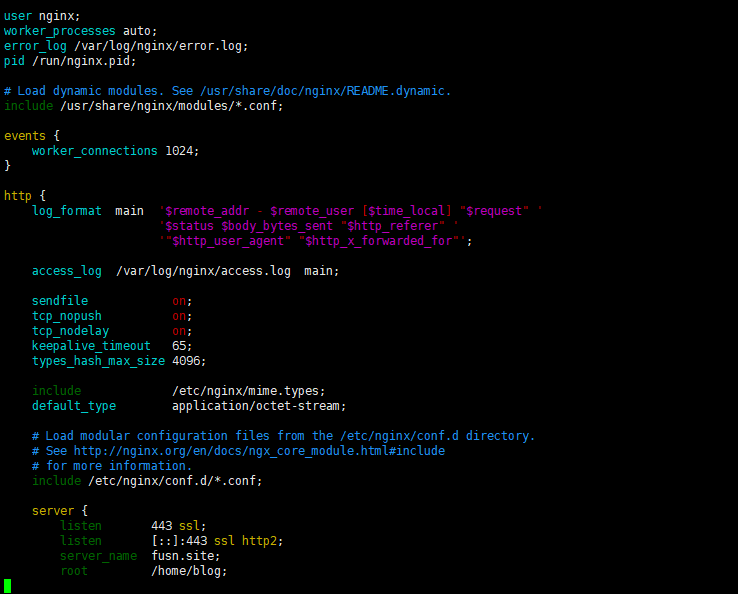 user nginx;
worker_processes auto;
error_log /var/log/nginx/error.log;
pid /run/nginx.pid;
# Load dynamic modules. See /usr/share/doc/nginx/README.dynamic.
include /usr/share/nginx/modules/*.conf;
events {
    worker_connections 1024;
}
http {
    log_format  main  '$remote_addr - $remote_user [$time_local] "$request" '
                      '$status $body_bytes_sent "$http_referer" '
                      '"$http_user_agent" "$http_x_forwarded_for"';
    access_log  /var/log/nginx/access.log  main;
    sendfile            on;
    tcp_nopush          on;
    tcp_nodelay         on;
    keepalive_timeout   65;
    types_hash_max_size 4096;
    include             /etc/nginx/mime.types;
    default_type        application/octet-stream;
    # Load modular configuration files from the /etc/nginx/conf.d directory.
    # See http://nginx.org/en/docs/ngx_core_module.html#include
    # for more information.
    include /etc/nginx/conf.d/*.conf;
    server {
        listen       443 ssl;
        listen       [::]:443 ssl http2;
        server_name  fusn.site;
        root         /home/blog;